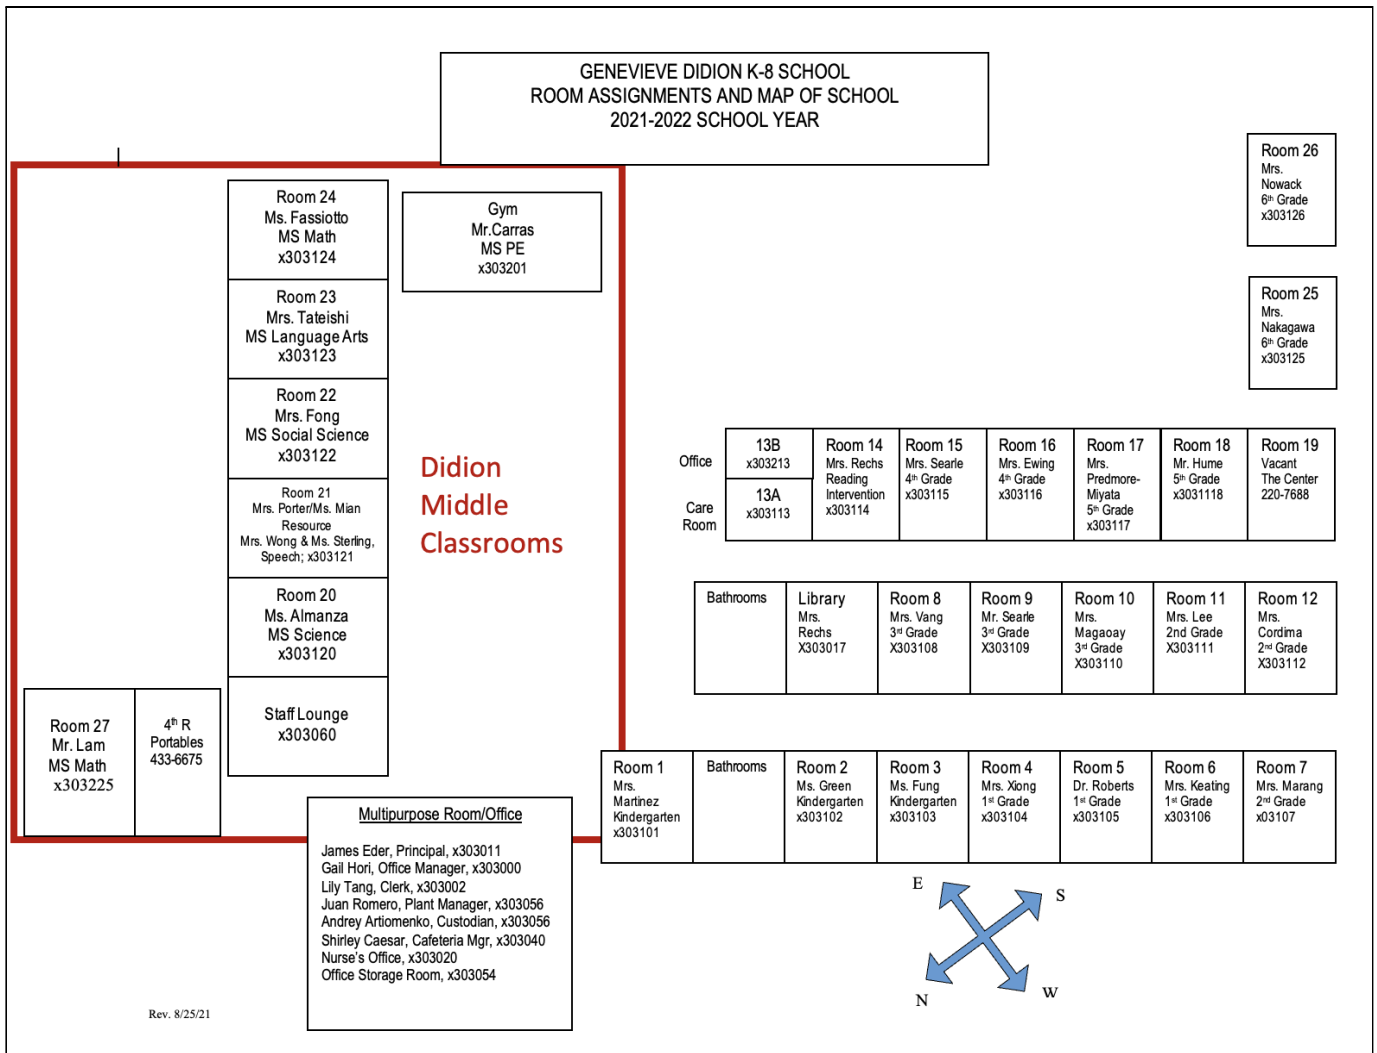 GENEVIEVE DIDION K-8 SCHOOL
ROOM ASSIGNMENTS AND MAP OF SCHOOL
2021-2022 SCHOOL YEAR
Room 26
Mrs.
Nowack
6th Grade
x303126
Room 24
Ms. Fassiotto
MS Math
x303124
Gym
Mr.Carras
MS PE
x303201
Room 23
Mrs. Tateishi
MS Language Arts
x303123
Room 25
Mrs.
Nakagawa
6th Grade
x303125
Room 22
Mrs. Fong
MS Social Science
x303122
Didion
Middle
Classrooms
Room 21
Mrs. Porter/Ms. Mian
Resource
Mrs. Wong & Ms. Sterling,
Speech; x303121
Room 20
Ms. Almanza
MS Science
x303120
Staff Lounge
x303060
Room 27
Mr. Lam
MS Math
x303225
4th R
Portables
433-6675
Office
13B
x303213
Care
Room
13A
x303113
Room 14
Mrs. Rechs
Reading
Intervention
x303114
Room 15
Mrs. Searle
4th Grade
x303115
Room 16
Mrs. Ewing
4th Grade
x303116
Room 17
Mrs.
Predmore-
Miyata
5th Grade
x303117
Room 18
Mr. Hume
5th Grade
x3031118
Room 19
Vacant
The Center
220-7688
Bathrooms
Library
Mrs.
Rechs
X303017
Room 8
Mrs. Vang
3rd Grade
X303108
Room 9
Mr. Searle
3rd Grade
X303109
Room 10
Mrs.
Magaoay
3rd Grade
X303110
Room 11
Mrs. Lee
2nd Grade
X303111
Room 12
Mrs.
Cordima
2nd Grade
X303112
Room 1
Mrs.
Martinez
Kindergarten
x303101
Bathrooms
Room 2
Ms. Green
Kindergarten
x303102
Room 3
Ms. Fung
Kindergarten
x303103
Room 4
Mrs. Xiong
1st Grade
x303104
Room 5
Dr. Roberts
1st Grade
x303105
Room 6
Mrs. Keating
1st Grade
x303106
Room 7
Mrs. Marang
2nd Grade
x03107
Multipurpose Room/Office
James Eder, Principal, x303011
Gail Hori, Office Manager, x303000
Lily Tang, Clerk, x303002
Juan Romero, Plant Manager, x303056
Andrey Artiomenko, Custodian, x303056
Shirley Caesar, Cafeteria Mgr, x303040
Nurse's Office, x303020
Office Storage Room, x303054
E
S
N
W
Rev. 8/25/21